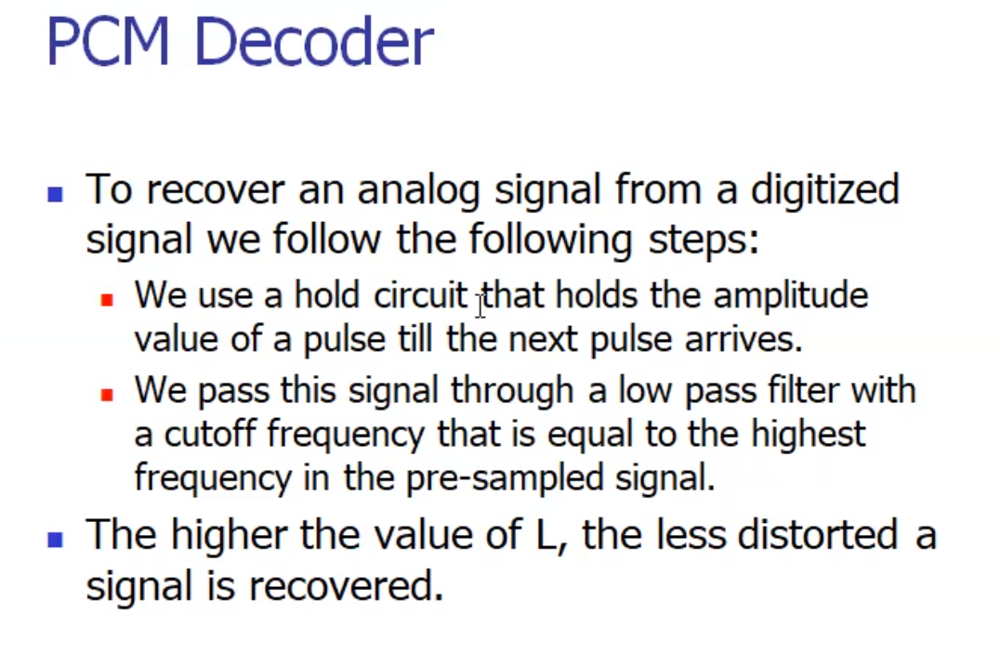 PCM Decoder
To recover an analog signal from a digitized
signal we follow the following steps:
We use a hold circuit that holds the amplitude
value of a pulse till the next pulse arrives.
We pass this signal through a low pass filter with
a cutoff frequency that is equal to the highest
frequency in the pre-sampled signal.
The higher the value of L, the less distorted a
signal is recovered.